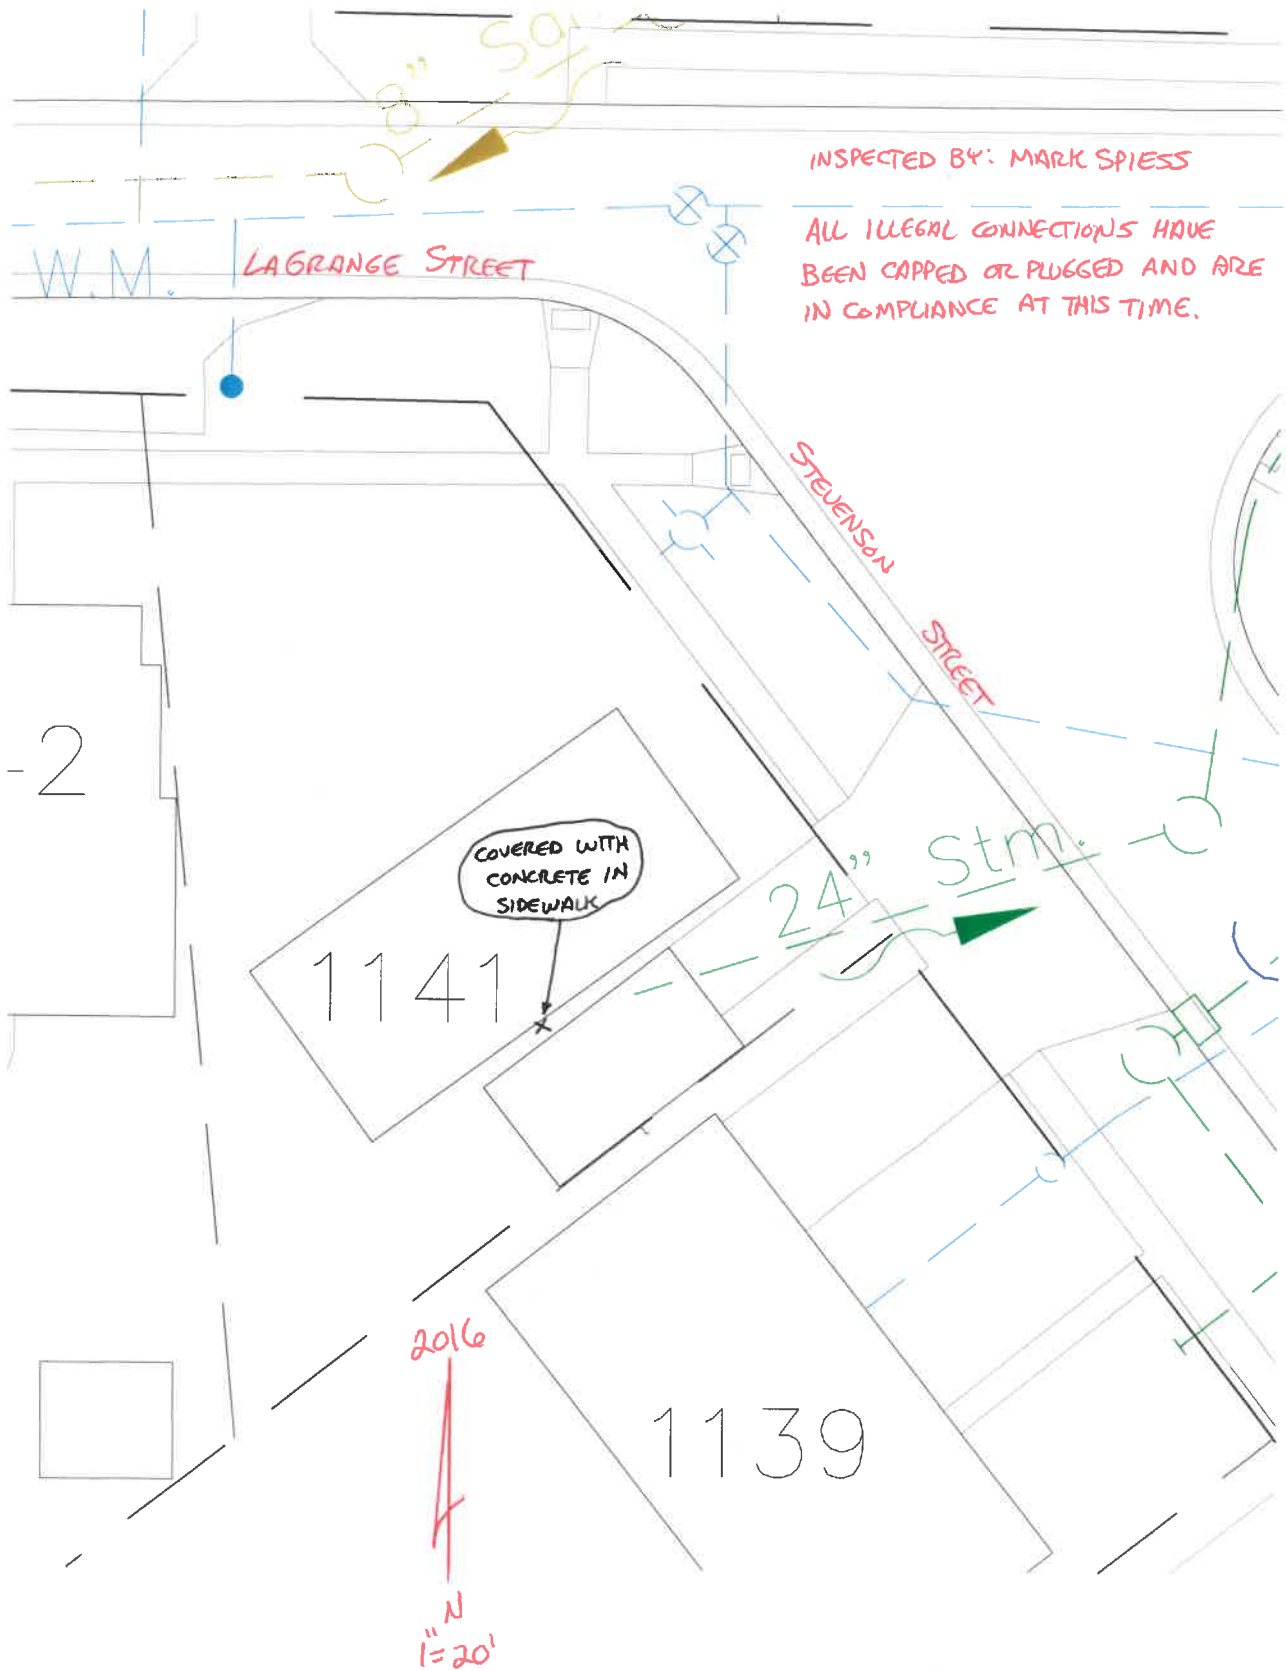 8" Sa
INSPECTED BY: MARK SPIESS
ALL ILLEGAL CONNECTIONS HAVE
BEEN CAPPED OR PLUGGED AND ARE
IN COMPLIANCE AT THIS TIME.
W.M.
LAGRANGE STREET
STEVENSON STREET
-2
COVERED WITH
CONCRETE IN
SIDEWALK
24" Stm.
1141
2016
1139
N
1"=20'